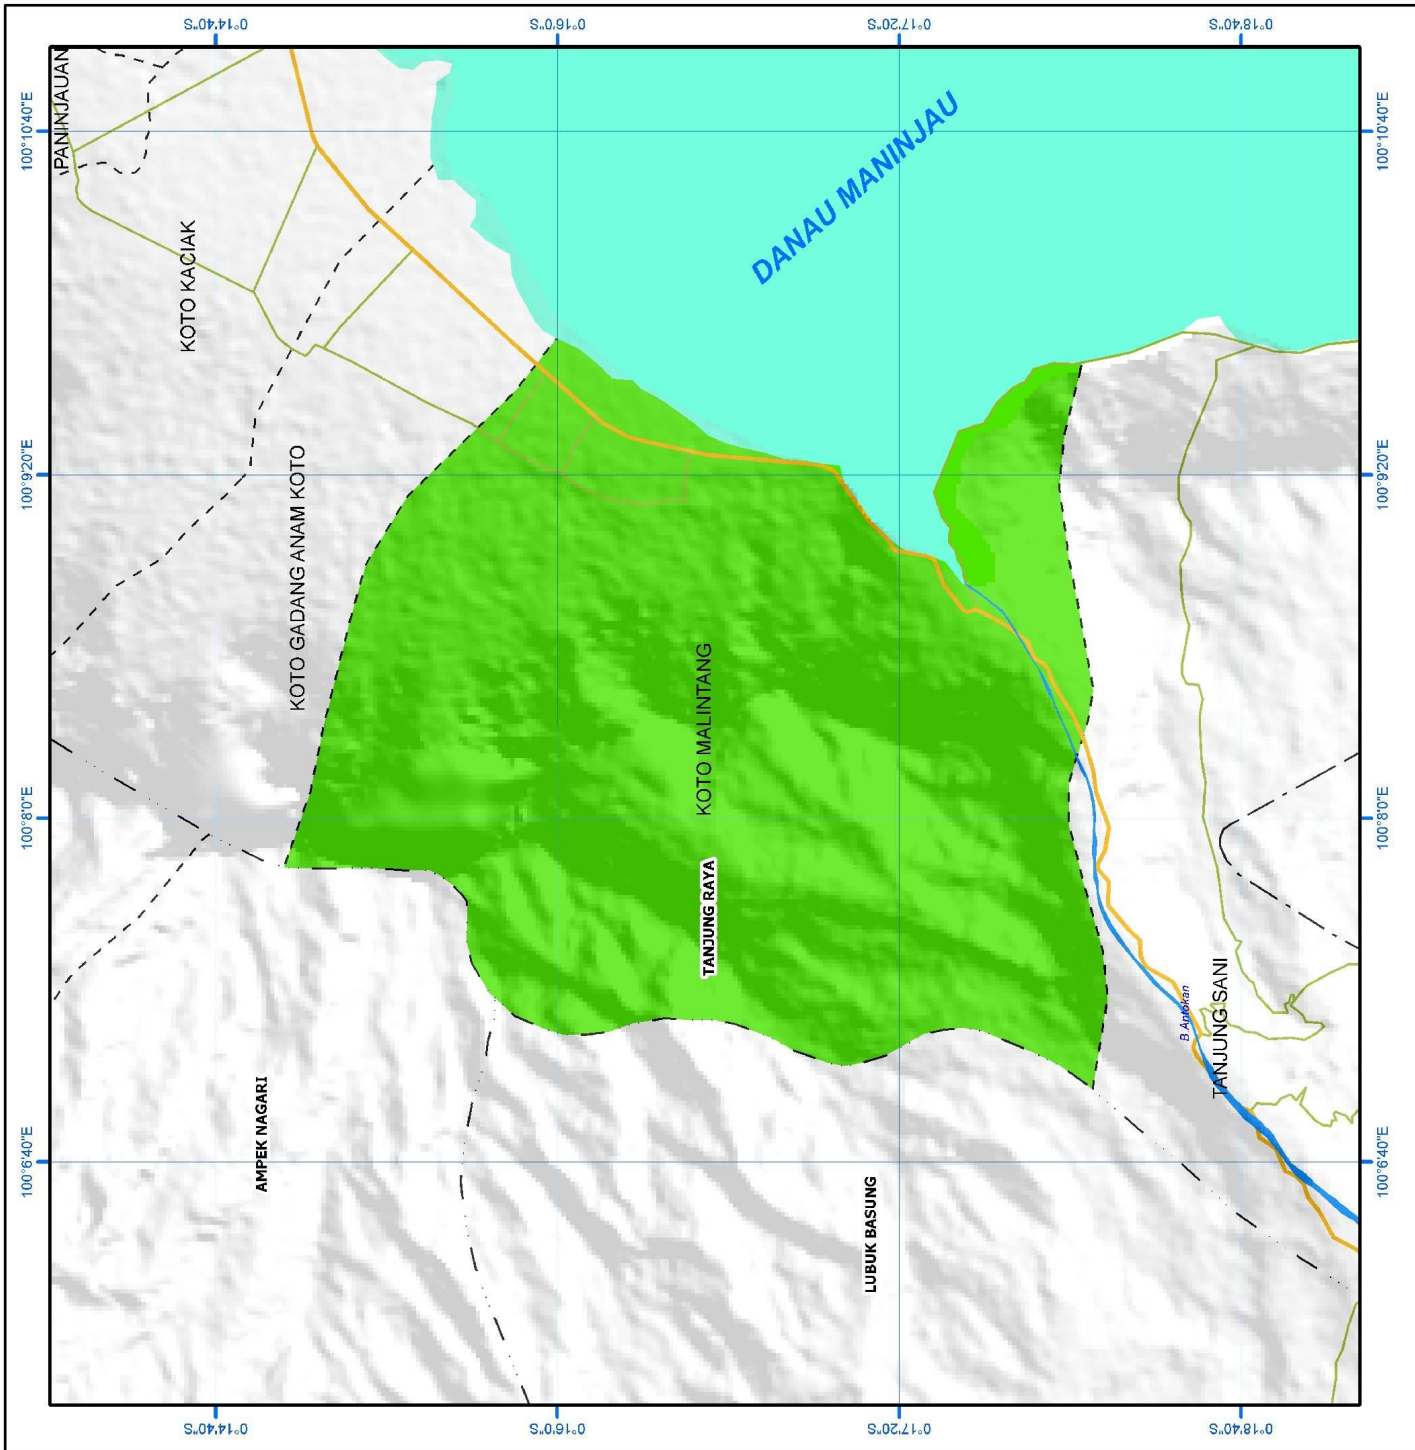 0°14'40"S
0°16'0"S
0°17'20"S
0°18'40"S
100°10'40"E
100°10'40"E
PANINJAUAN
DANAU MANINJAU
KOTO KACIAK
100°9'20"E
100°9'20"E
KOTO GADANG ANAM KOTO
KOTO MALINTANG
100°8'0"E
100°8'0"E
TANJUNG RAYA
B.Antokan
TANJUNG SANI
AMPEK NAGARI
100°6'40"E
100°6'40"E
LUBUK BASUNG
0°14'40"S
0°16'0"S
0°17'20"S
0°18'40"S